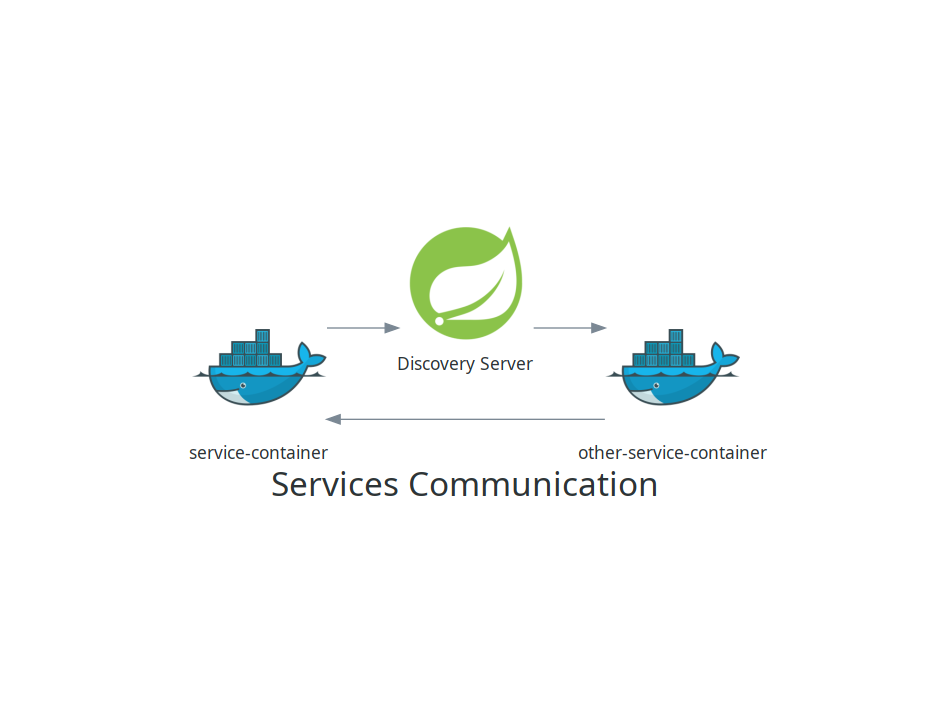 Discovery Server
service-container
other-service-container
Services Communication